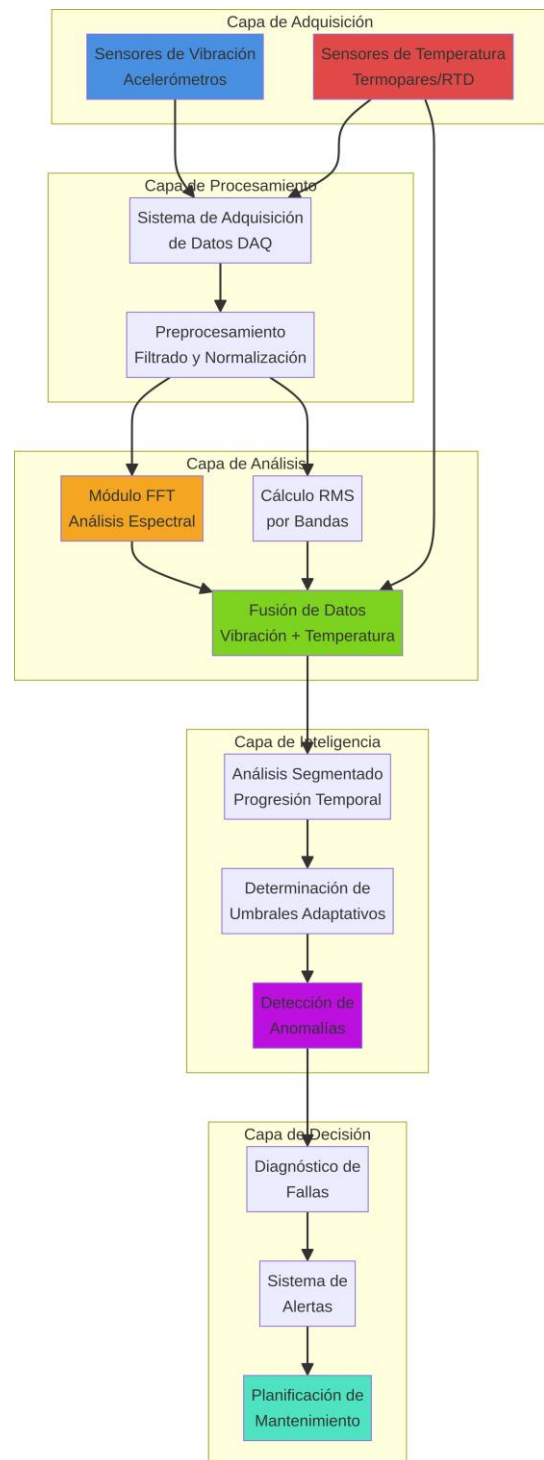 Capa de Adquisición
Sensores de Vibración
Acelerómetros
Sensores de Temperatura
Termopares/RTD
Capa de Procesamiento
Sistema de Adquisición
de Datos DAQ
Preprocesamiento
Filtrado y Normalización
Capa de Análisis
Módulo FFT
Análisis Espectral
Cálculo RMS
por Bandas
Fusión de Datos
Vibración + Temperatura
Capa de Inteligencia
Análisis Segmentado
Progresión Temporal
Determinación de
Umbrales Adaptativos
Detección de
Anomalías
Capa de Decisión
Diagnóstico de
Fallas
Sistema de
Alertas
Planificación de
Mantenimiento